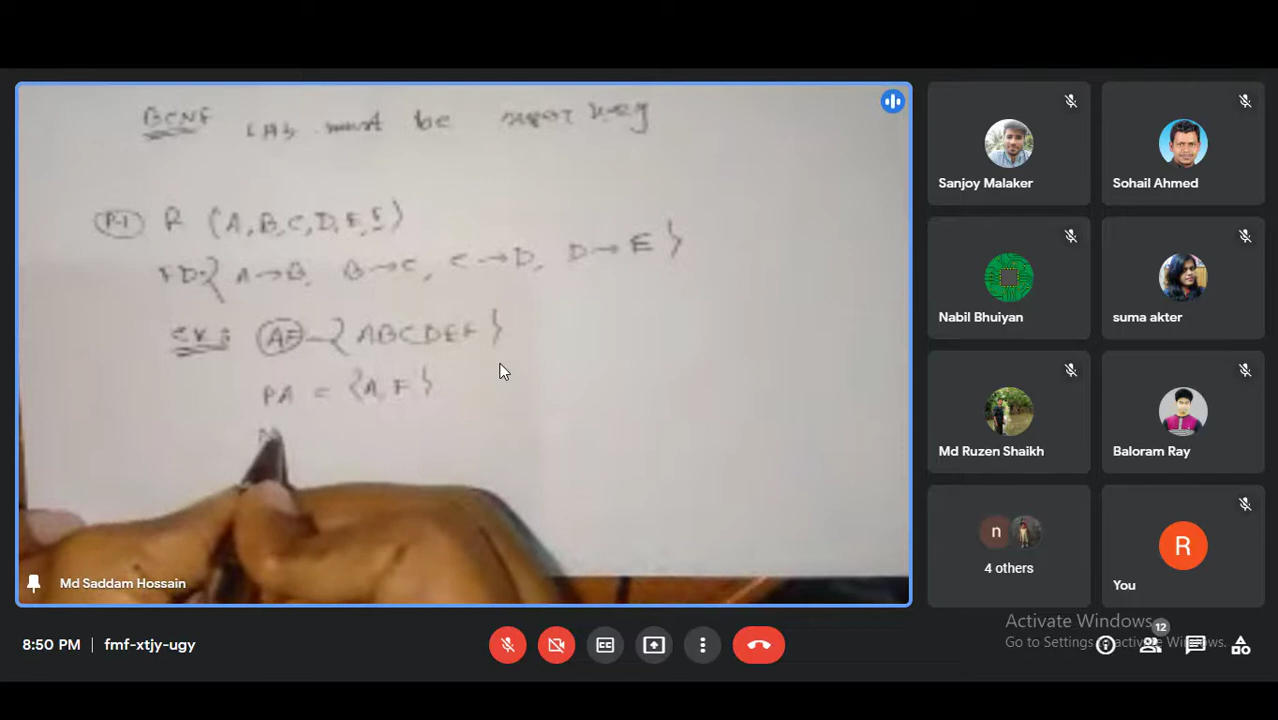 BCNF LHS must be super key
P-1 R (A, B, C, D, E, F)
FD: { A → B, B → C, C → D, D → E }
CK: AF → { ABCDEF }
PA = { A, F }
Md Saddam Hossain
Sanjoy Malaker
Sohail Ahmed
Nabil Bhuiyan
suma akter
Md Ruzen Shaikh
Baloram Ray
n
4 others
R
You
Activate Windows
Go to Settings to activate Windows.
12
8:50 PM | fmf-xtjy-ugy
CC